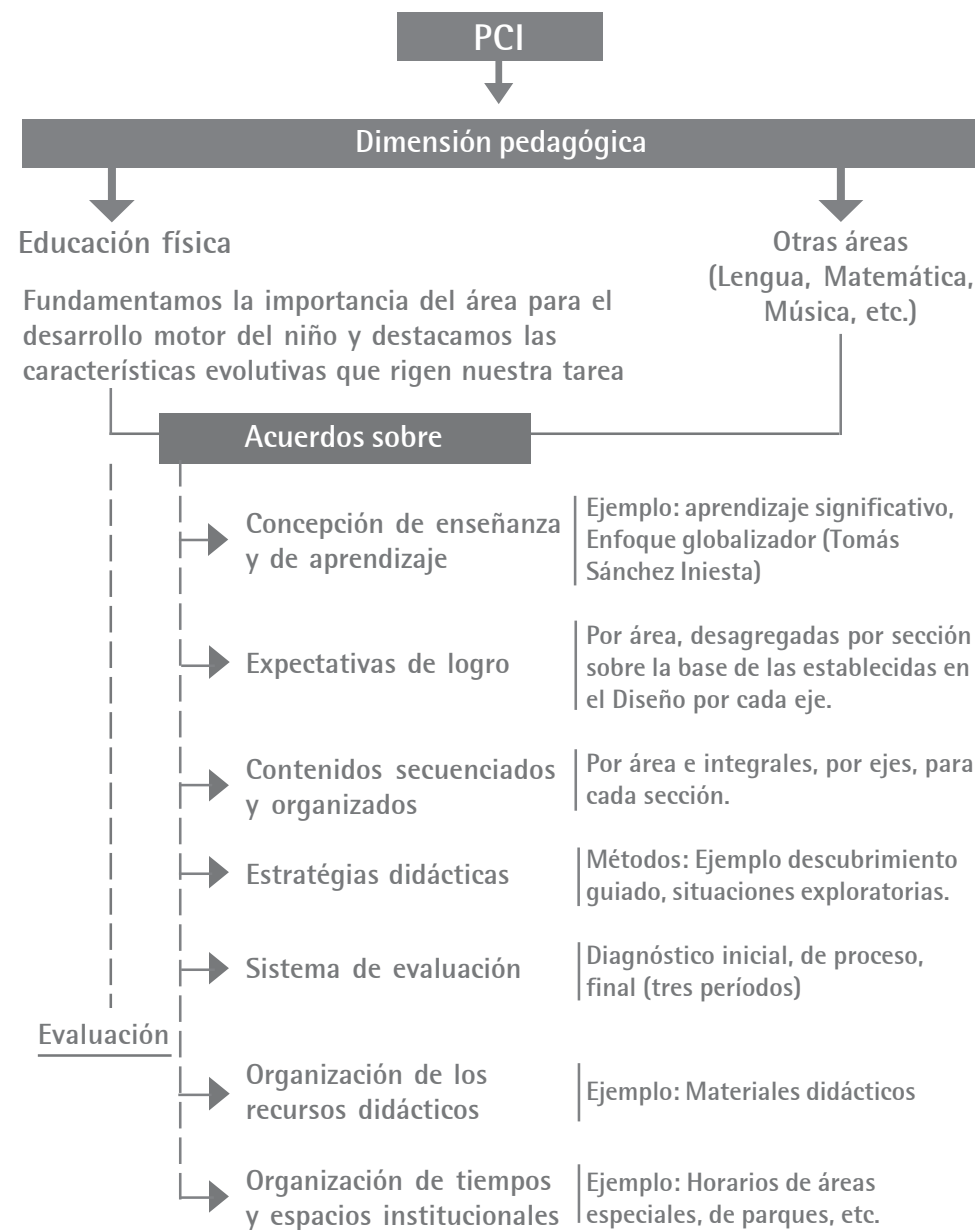 PCI
Dimensión pedagógica
Educación física
Fundamentamos la importancia del área para el
desarrollo motor del niño y destacamos las
características evolutivas que rigen nuestra tarea
Otras áreas
(Lengua, Matemática,
Música, etc.)
Acuerdos sobre
Concepción de enseñanza
y de aprendizaje
Ejemplo: aprendizaje significativo,
Enfoque globalizador (Tomás
Sánchez Iniesta)
Expectativas de logro
Por área, desagregadas por sección
sobre la base de las establecidas en
el Diseño por cada eje.
Contenidos secuenciados
y organizados
Por área e integrales, por ejes, para
cada sección.
Estratégias didácticas
Métodos: Ejemplo descubrimiento
guiado, situaciones exploratorias.
Sistema de evaluación
Diagnóstico inicial, de proceso,
final (tres períodos)
Evaluación
Organización de los
recursos didácticos
Ejemplo: Materiales didácticos
Organización de tiempos
y espacios institucionales
Ejemplo: Horarios de áreas
especiales, de parques, etc.